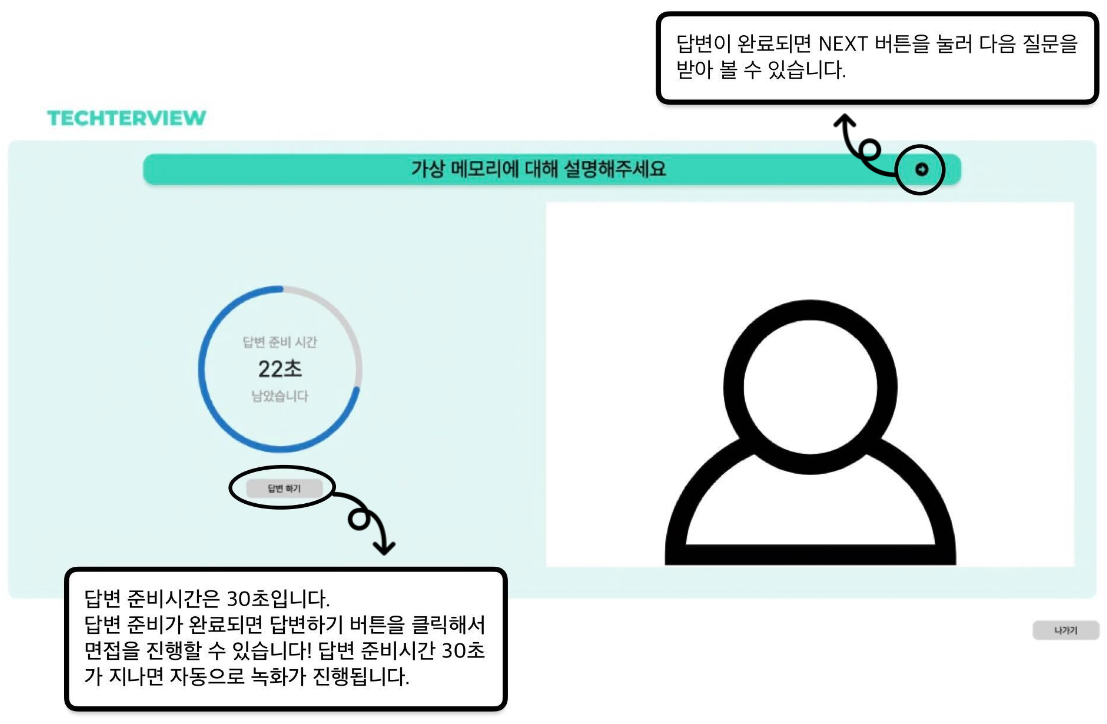 답변이 완료되면 NEXT 버튼을 눌러 다음 질문을
받아 볼 수 있습니다.
TECHTERVIEW
가상 메모리에 대해 설명해주세요
답변 준비 시간
22초
남았습니다
답변 하기
답변 준비시간은 30초입니다.
답변 준비가 완료되면 답변하기 버튼을 클릭해서
면접을 진행할 수 있습니다! 답변 준비시간 30초
가 지나면 자동으로 녹화가 진행됩니다.
나가기